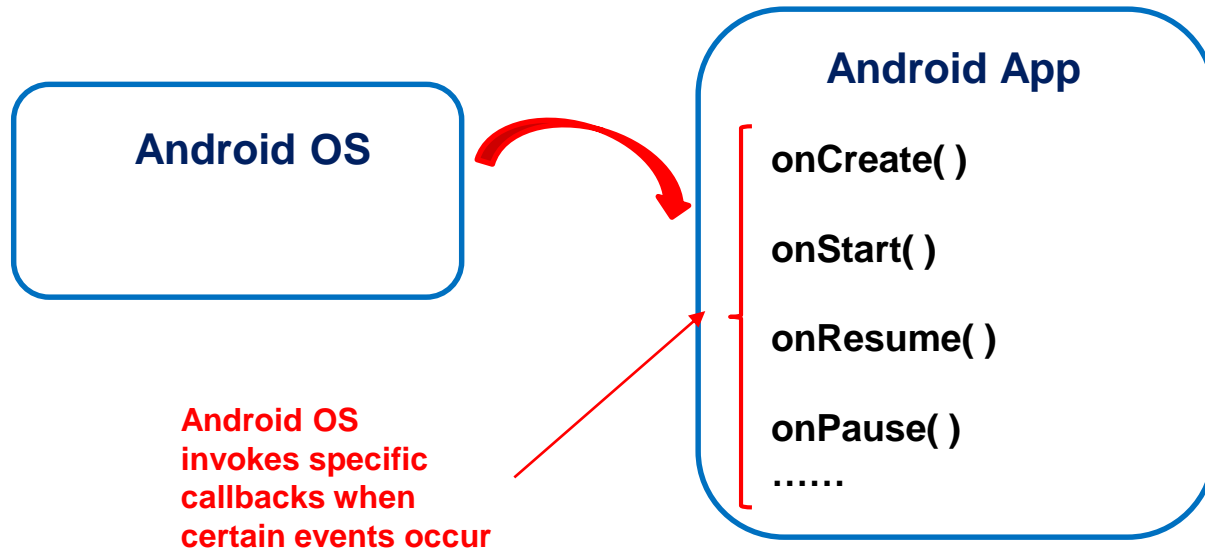 Android OS
Android App
onCreate( )
onStart( )
onResume( )
onPause( )
……
Android OS
invokes specific
callbacks when
certain events occur